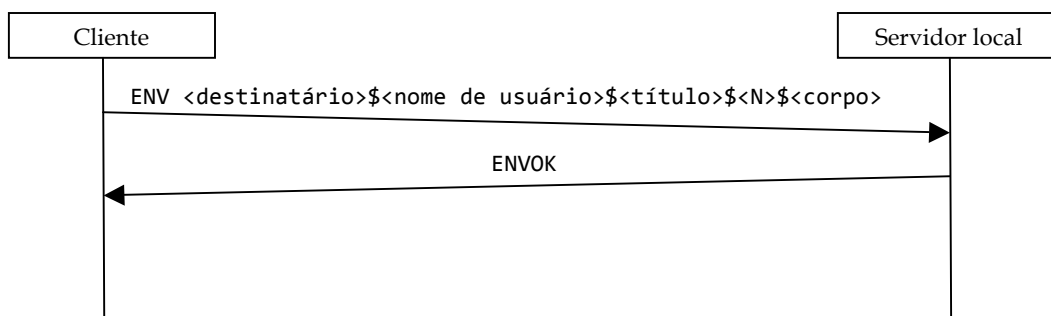 Cliente
Servidor local
ENV <destinatário>$<nome de usuário>$<título>$<N>$<corpo>
ENVOK